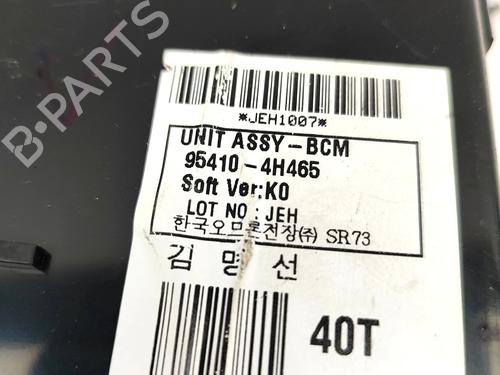 *JEH1007*
UNIT ASSY-BCM
95410-4H465
Soft Ver:K0
LOT NO : JEH
한국오므론전장(주) SR73
김 명 선
40T